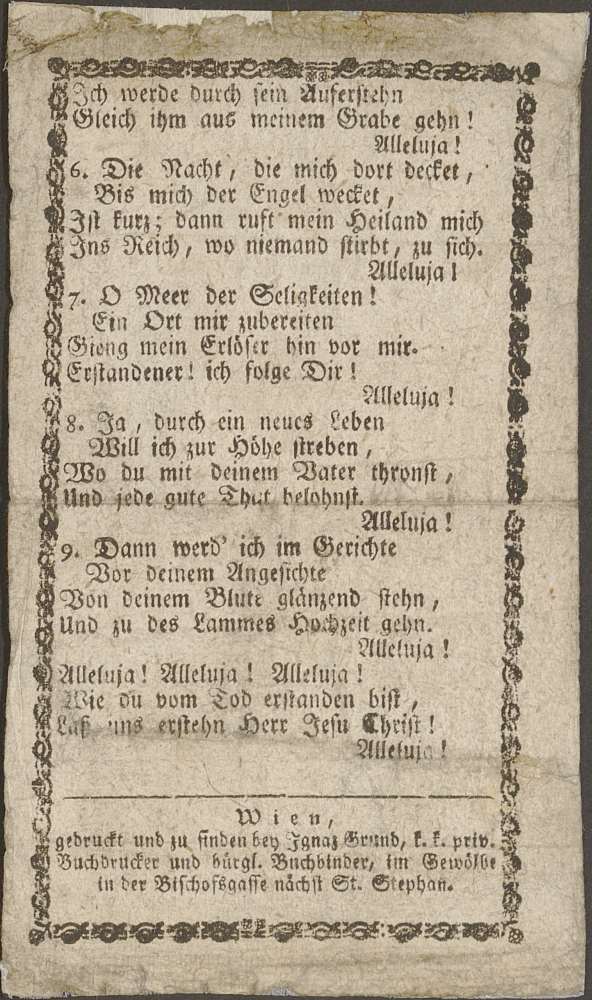 Ich werde durch sein Auferstehn
Gleich ihm aus meinem Grabe gehn!
Alleluja!
6. Die Nacht, die mich dort decket,
Bis mich der Engel wecket,
Ist kurz; dann ruft mein Heiland mich
Ins Reich, wo niemand stirbt, zu sich.
Alleluja!
7. O Meer der Seligkeiten!
Ein Ort mir zubereiten
Gieng mein Erlöser hin vor mir.
Erstandener! ich folge Dir!
Alleluja!
8. Ja, durch ein neues Leben
Will ich zur Höhe streben,
Wo du mit deinem Vater thronst,
Und jede gute That belohnst.
Alleluja!
9. Dann werd' ich im Gerichte
Vor deinem Angesichte
Von deinem Blute glänzend stehn,
Und zu des Lammes Hochzeit gehn.
Alleluja!
Alleluja! Alleluja! Alleluja!
Wie du vom Tod erstanden bist,
Laß uns erstehn Herr Jesu Christ!
Alleluja!
Wien,
gedruckt und zu finden bey Ignaz Grund, k. k. priv.
Buchdrucker und bürgl. Buchbinder, im Gewölbe
in der Bischofsgasse nächst St. Stephan.